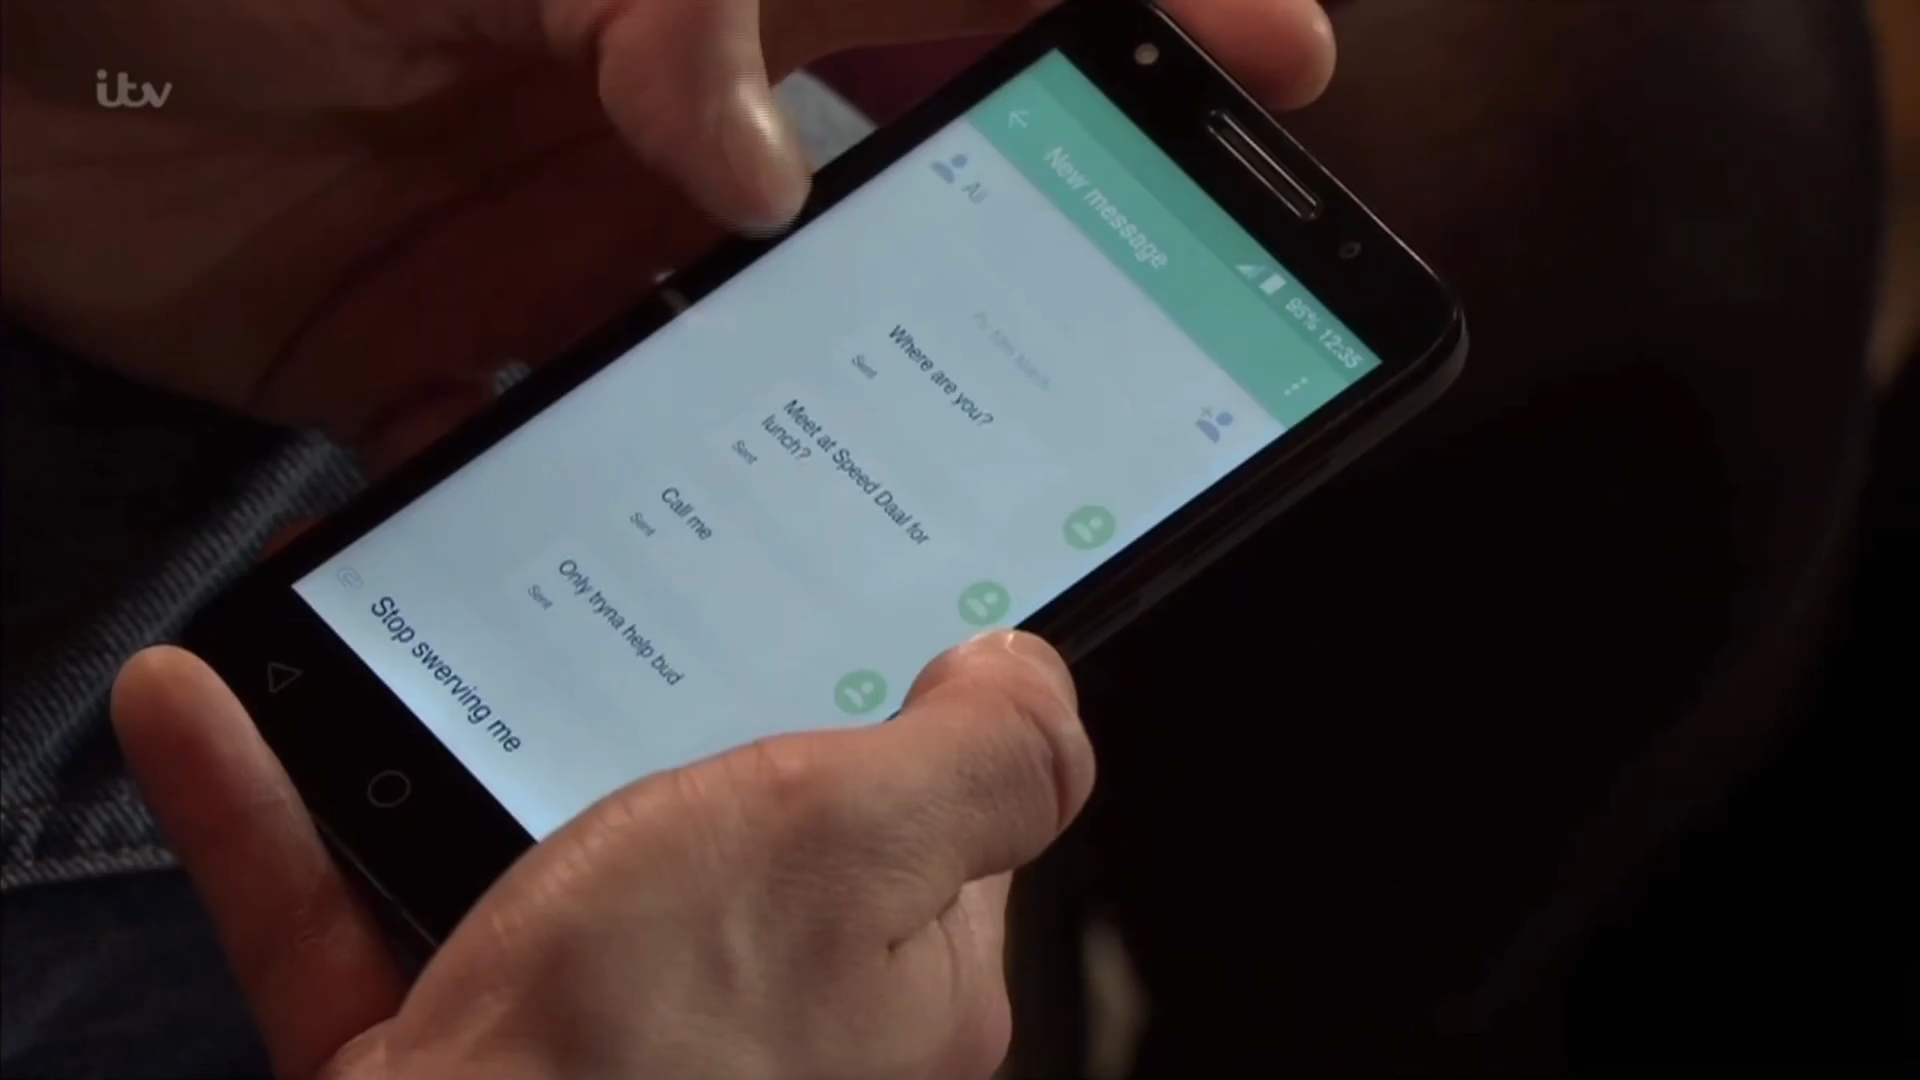 itv
95% 12:35
New message
Ali
Where are you?
Sent
Meet at Speed Daal for
lunch?
Sent
Call me
Sent
Only tryna help bud
Sent
Stop swerving me